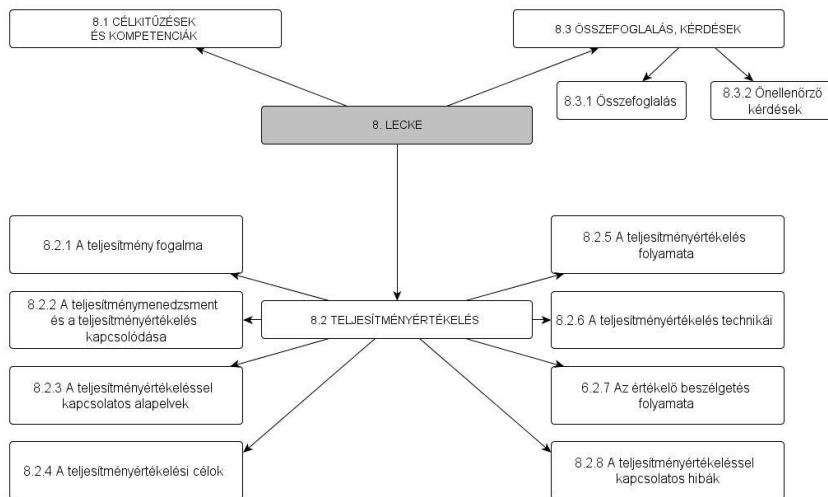 8.1 CÉLKITŰZÉSEK
ÉS KOMPETENCIÁK
8.3 ÖSSZEFOGLALÁS, KÉRDÉSEK
8.3.1 Összefoglalás
8.3.2 Önellenőrző
kérdések
8. LECKE
8.2.1 A teljesítmény fogalma
8.2.5 A teljesítményértékelés
folyamata
8.2.2 A teljesítménymenedzsment
és a teljesítményértékelés
kapcsolódása
8.2 TELJESÍTMÉNYÉRTÉKELÉS
8.2.6 A teljesítményértékelés technikái
8.2.3 A teljesítményértékeléssel
kapcsolatos alapelvek
6.2.7 Az értékelő beszélgetés
folyamata
8.2.4 A teljesítményértékelési célok
8.2.8 A teljesítményértékeléssel
kapcsolatos hibák